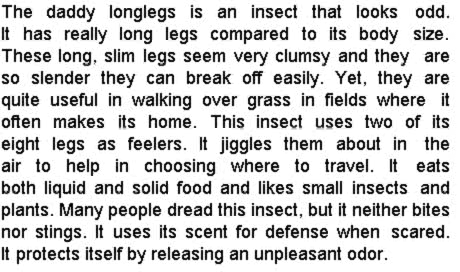 The daddy longlegs is an insect that looks odd.
It has really long legs compared to its body size.
These long, slim legs seem very clumsy and they are
so slender they can break off easily. Yet, they are
quite useful in walking over grass in fields where it
often makes its home. This insect uses two of its
eight legs as feelers. It jiggles them about in the
air to help in choosing where to travel. It eats
both liquid and solid food and likes small insects and
plants. Many people dread this insect, but it neither bites
nor stings. It uses its scent for defense when scared.
It protects itself by releasing an unpleasant odor.